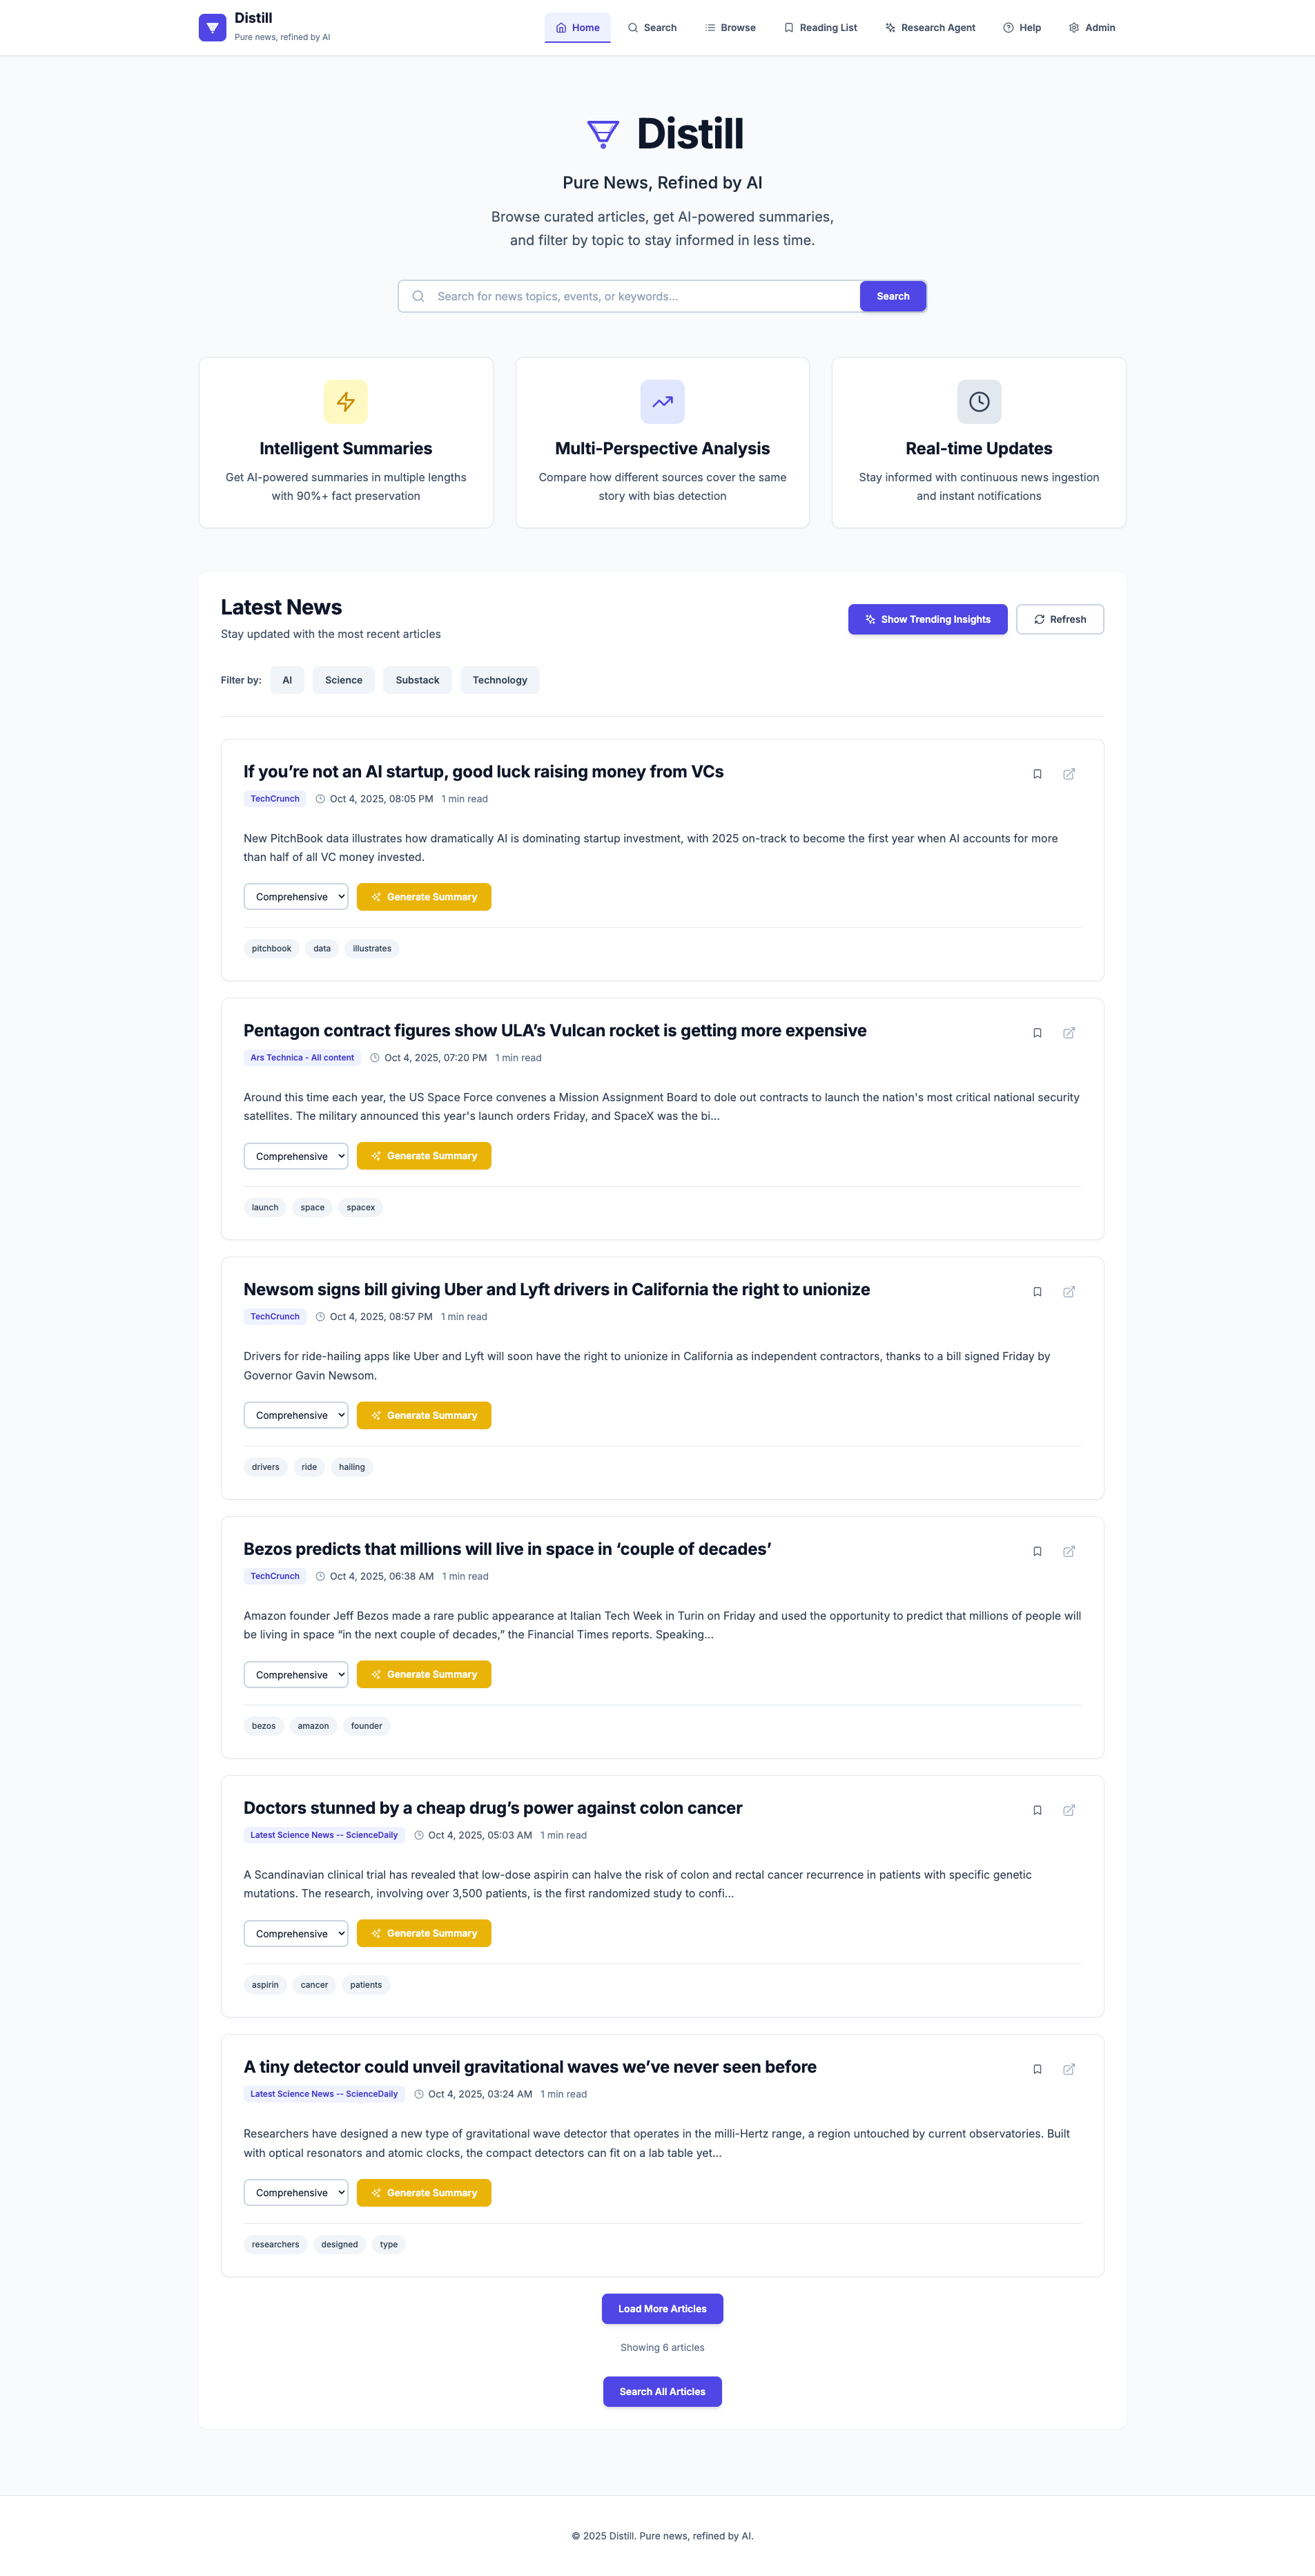 Distill
Pure news, refined by AI
Home
Search
Browse
Reading List
Research Agent
Help
Admin
Distill
Pure News, Refined by AI
Browse curated articles, get AI-powered summaries,
and filter by topic to stay informed in less time.
Search for news topics, events, or keywords...
Search
Intelligent Summaries
Get AI-powered summaries in multiple lengths
with 90%+ fact preservation
Multi-Perspective Analysis
Compare how different sources cover the same
story with bias detection
Real-time Updates
Stay informed with continuous news ingestion
and instant notifications
Latest News
Stay updated with the most recent articles
Show Trending Insights
Refresh
Filter by:
AI
Science
Substack
Technology
If you’re not an AI startup, good luck raising money from VCs
TechCrunch
Oct 4, 2025, 08:05 PM
1 min read
New PitchBook data illustrates how dramatically AI is dominating startup investment, with 2025 on-track to become the first year when AI accounts for more
than half of all VC money invested.
Comprehensive
Generate Summary
pitchbook
data
illustrates
Pentagon contract figures show ULA’s Vulcan rocket is getting more expensive
Ars Technica - All content
Oct 4, 2025, 07:20 PM
1 min read
Around this time each year, the US Space Force convenes a Mission Assignment Board to dole out contracts to launch the nation's most critical national security
satellites. The military announced this year's launch orders Friday, and SpaceX was the bi...
Comprehensive
Generate Summary
launch
space
spacex
Newsom signs bill giving Uber and Lyft drivers in California the right to unionize
TechCrunch
Oct 4, 2025, 08:57 PM
1 min read
Drivers for ride-hailing apps like Uber and Lyft will soon have the right to unionize in California as independent contractors, thanks to a bill signed Friday by
Governor Gavin Newsom.
Comprehensive
Generate Summary
drivers
ride
hailing
Bezos predicts that millions will live in space in ‘couple of decades’
TechCrunch
Oct 4, 2025, 06:38 AM
1 min read
Amazon founder Jeff Bezos made a rare public appearance at Italian Tech Week in Turin on Friday and used the opportunity to predict that millions of people will
be living in space “in the next couple of decades,” the Financial Times reports. Speaking...
Comprehensive
Generate Summary
bezos
amazon
founder
Doctors stunned by a cheap drug’s power against colon cancer
Latest Science News -- ScienceDaily
Oct 4, 2025, 05:03 AM
1 min read
A Scandinavian clinical trial has revealed that low-dose aspirin can halve the risk of colon and rectal cancer recurrence in patients with specific genetic
mutations. The research, involving over 3,500 patients, is the first randomized study to confi...
Comprehensive
Generate Summary
aspirin
cancer
patients
A tiny detector could unveil gravitational waves we’ve never seen before
Latest Science News -- ScienceDaily
Oct 4, 2025, 03:24 AM
1 min read
Researchers have designed a new type of gravitational wave detector that operates in the milli-Hertz range, a region untouched by current observatories. Built
with optical resonators and atomic clocks, the compact detectors can fit on a lab table yet...
Comprehensive
Generate Summary
researchers
designed
type
Load More Articles
Showing 6 articles
Search All Articles
© 2025 Distill. Pure news, refined by AI.